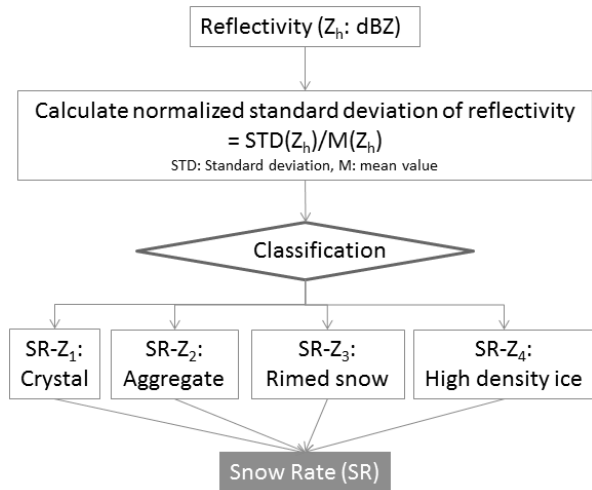 Reflectivity (Zₕ: dBZ)
Calculate normalized standard deviation of reflectivity
= STD(Zₕ)/M(Zₕ)
STD: Standard deviation, M: mean value
Classification
SR-Z₁:
Crystal
SR-Z₂:
Aggregate
SR-Z₃:
Rimed snow
SR-Z₄:
High density ice
Snow Rate (SR)